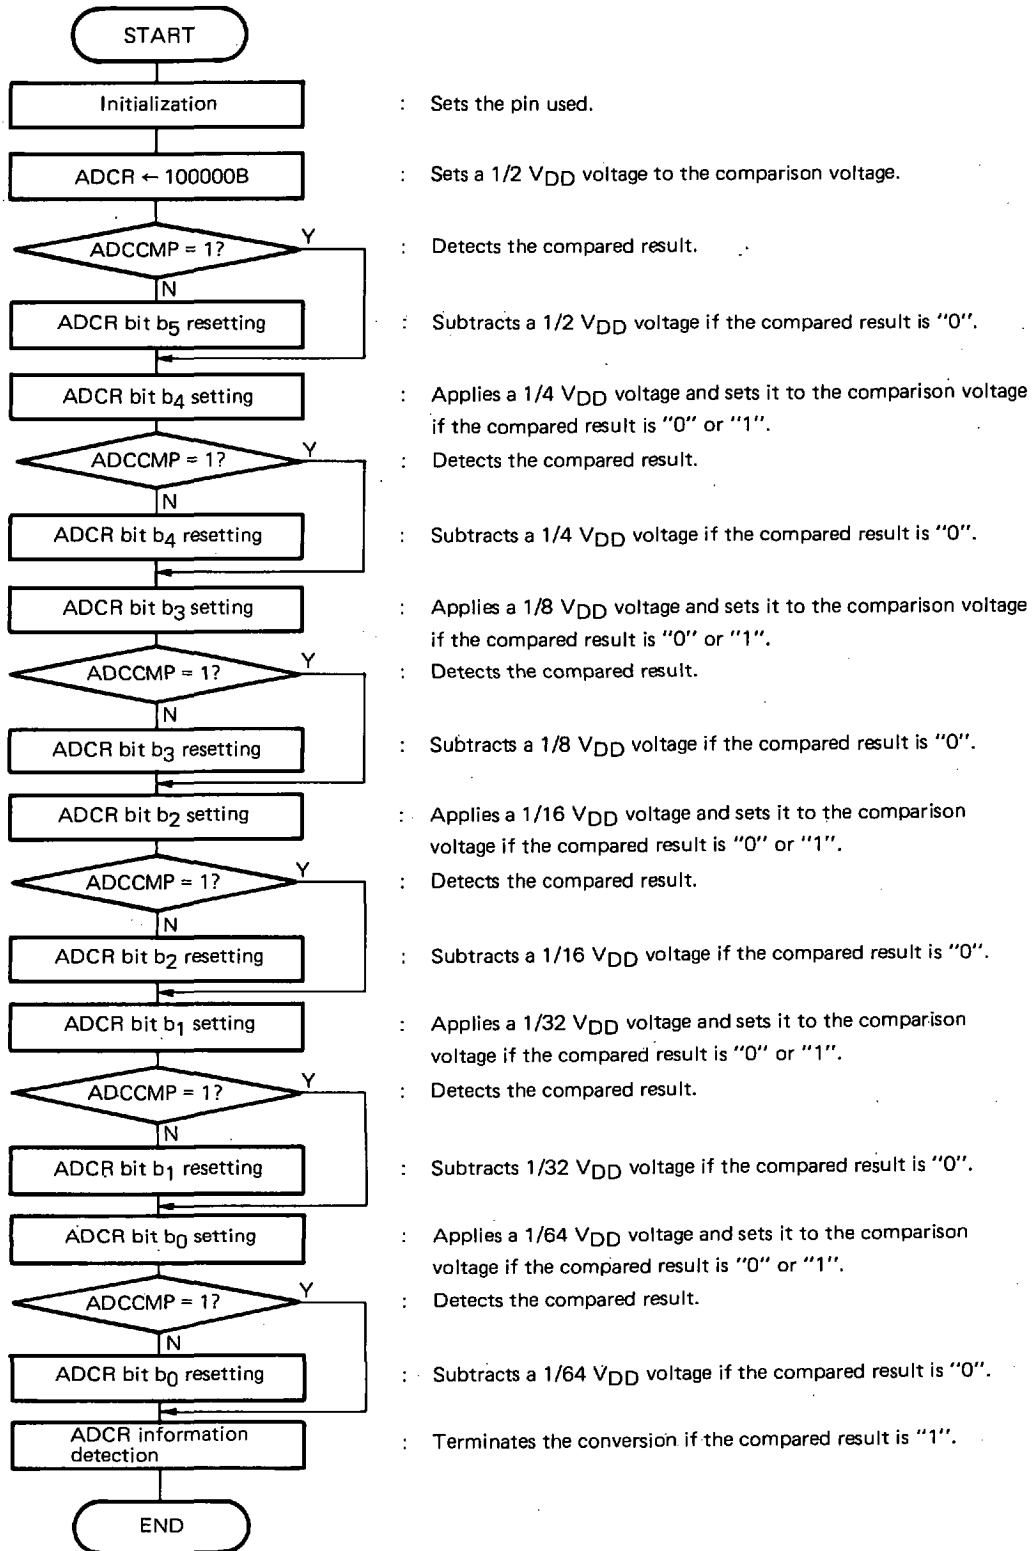 START
Initialization : Sets the pin used.
ADCR ← 100000B : Sets a 1/2 VDD voltage to the comparison voltage.
ADCCMP = 1? Y : Detects the compared result.
N
ADCR bit b5 resetting : Subtracts a 1/2 VDD voltage if the compared result is "0".
ADCR bit b4 setting : Applies a 1/4 VDD voltage and sets it to the comparison voltage
if the compared result is "0" or "1".
ADCCMP = 1? Y : Detects the compared result.
N
ADCR bit b4 resetting : Subtracts a 1/4 VDD voltage if the compared result is "0".
ADCR bit b3 setting : Applies a 1/8 VDD voltage and sets it to the comparison voltage
if the compared result is "0" or "1".
ADCCMP = 1? Y : Detects the compared result.
N
ADCR bit b3 resetting : Subtracts a 1/8 VDD voltage if the compared result is "0".
ADCR bit b2 setting : Applies a 1/16 VDD voltage and sets it to the comparison
voltage if the compared result is "0" or "1".
ADCCMP = 1? Y : Detects the compared result.
N
ADCR bit b2 resetting : Subtracts a 1/16 VDD voltage if the compared result is "0".
ADCR bit b1 setting : Applies a 1/32 VDD voltage and sets it to the comparison
voltage if the compared result is "0" or "1".
ADCCMP = 1? Y : Detects the compared result.
N
ADCR bit b1 resetting : Subtracts 1/32 VDD voltage if the compared result is "0".
ADCR bit b0 setting : Applies a 1/64 VDD voltage and sets it to the comparison
voltage if the compared result is "0" or "1".
ADCCMP = 1? Y : Detects the compared result.
N
ADCR bit b0 resetting : Subtracts a 1/64 VDD voltage if the compared result is "0".
ADCR information
detection : Terminates the conversion if the compared result is "1".
END